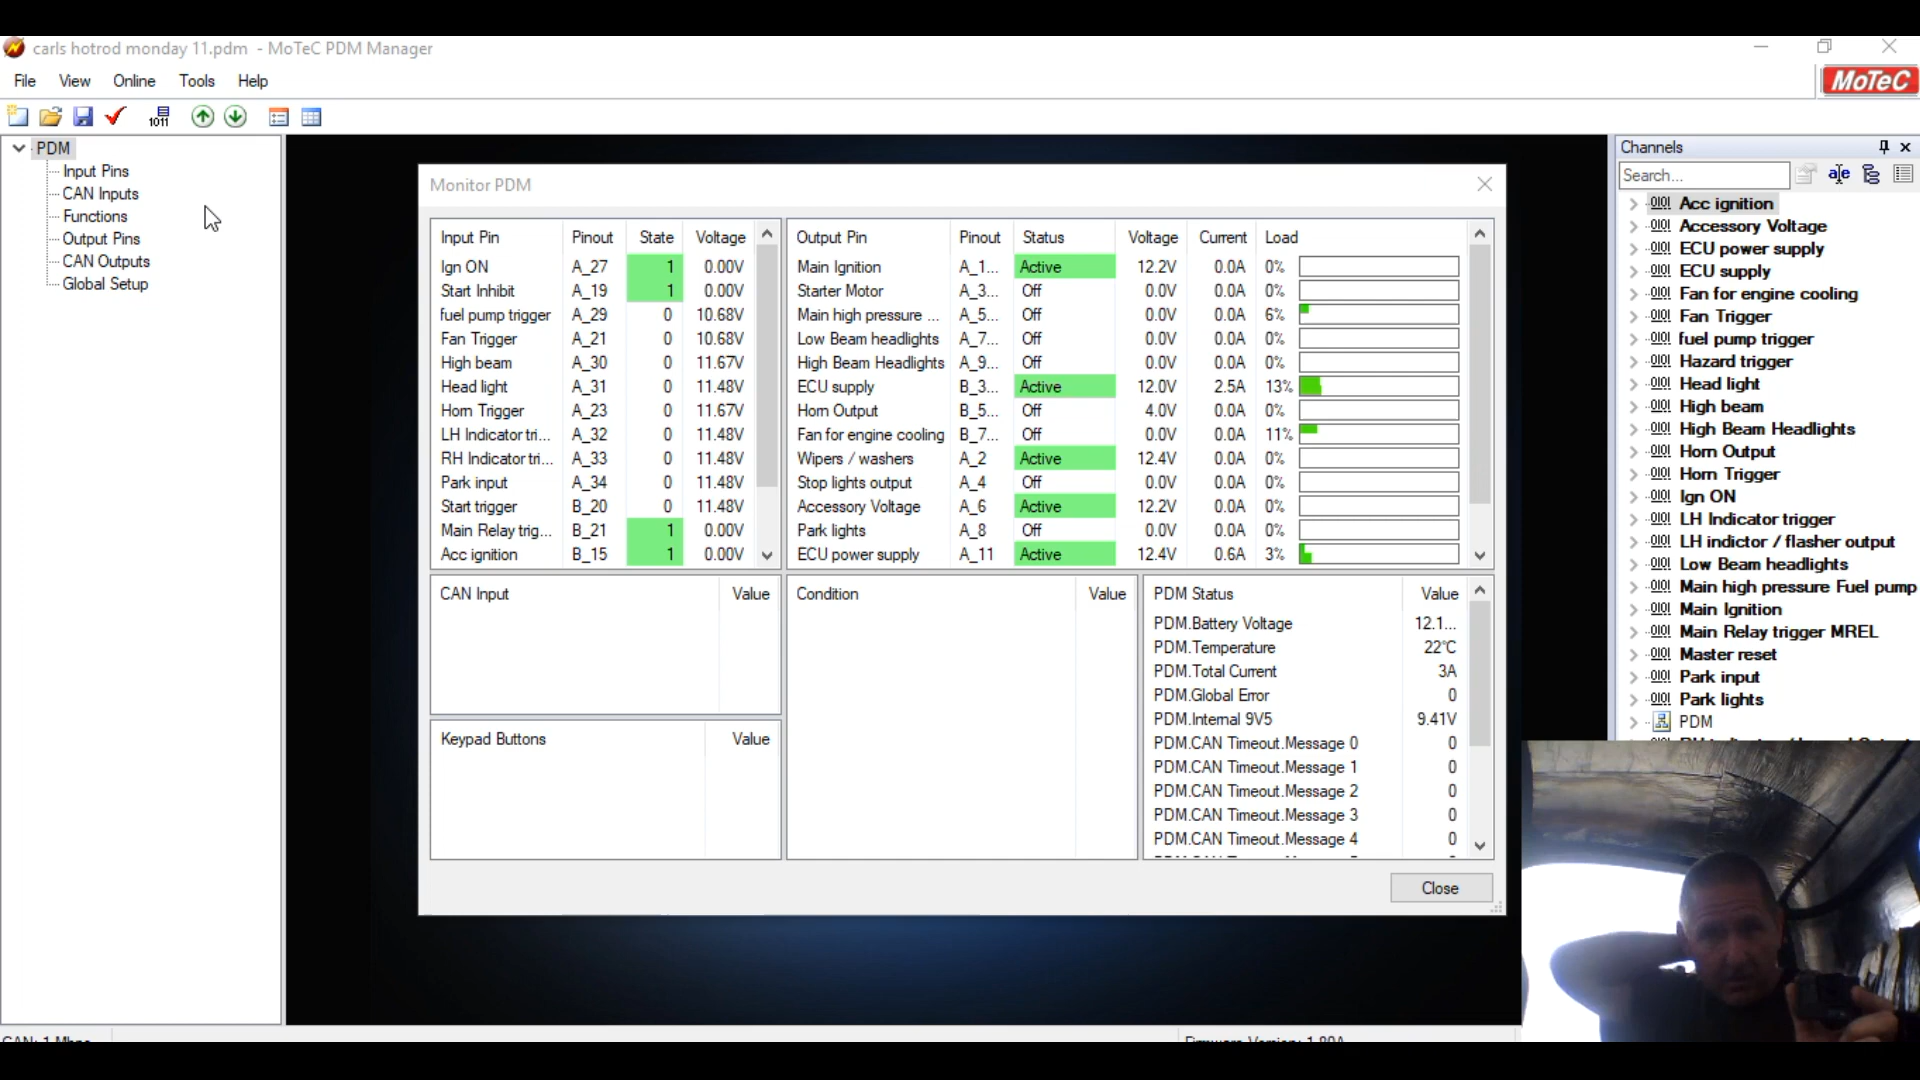 carls hotrod monday 11.pdm - MoTeC PDM Manager
File View Online Tools Help
MoTeC
1011
PDM
Input Pins
CAN Inputs
Functions
Output Pins
CAN Outputs
Global Setup
Monitor PDM
Input Pin Pinout State Voltage
Ign ON A_27 1 0.00V
Start Inhibit A_19 1 0.00V
fuel pump trigger A_29 0 10.68V
Fan Trigger A_21 0 10.68V
High beam A_30 0 11.67V
Head light A_31 0 11.48V
Horn Trigger A_23 0 11.67V
LH Indicator tri... A_32 0 11.48V
RH Indicator tri... A_33 0 11.48V
Park input A_34 0 11.48V
Start trigger B_20 0 11.48V
Main Relay trig... B_21 1 0.00V
Acc ignition B_15 1 0.00V
Output Pin Pinout Status Voltage Current Load
Main Ignition A_1... Active 12.2V 0.0A 0%
Starter Motor A_3... Off 0.0V 0.0A 0%
Main high pressure ... A_5... Off 0.0V 0.0A 6%
Low Beam headlights A_7... Off 0.0V 0.0A 0%
High Beam Headlights A_9... Off 0.0V 0.0A 0%
ECU supply B_3... Active 12.0V 2.5A 13%
Horn Output B_5... Off 4.0V 0.0A 0%
Fan for engine cooling B_7... Off 0.0V 0.0A 11%
Wipers / washers A_2 Active 12.4V 0.0A 0%
Stop lights output A_4 Off 0.0V 0.0A 0%
Accessory Voltage A_6 Active 12.2V 0.0A 0%
Park lights A_8 Off 0.0V 0.0A 0%
ECU power supply A_11 Active 12.4V 0.6A 3%
CAN Input Value
Keypad Buttons Value
Condition Value
PDM Status Value
PDM.Battery Voltage 12.1...
PDM.Temperature 22°C
PDM.Total Current 3A
PDM.Global Error 0
PDM.Internal 9V5 9.41V
PDM.CAN Timeout.Message 0 0
PDM.CAN Timeout.Message 1 0
PDM.CAN Timeout.Message 2 0
PDM.CAN Timeout.Message 3 0
PDM.CAN Timeout.Message 4 0
Close
Channels
Search...
Acc ignition
Accessory Voltage
ECU power supply
ECU supply
Fan for engine cooling
Fan Trigger
fuel pump trigger
Hazard trigger
Head light
High beam
High Beam Headlights
Horn Output
Horn Trigger
Ign ON
LH Indicator trigger
LH indictor / flasher output
Low Beam headlights
Main high pressure Fuel pump
Main Ignition
Main Relay trigger MREL
Master reset
Park input
Park lights
PDM